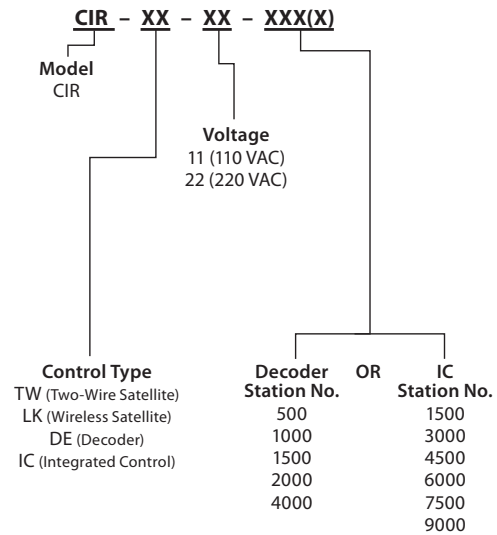 CIR – XX – XX – XXX(X)
Model
CIR
Voltage
11 (110 VAC)
22 (220 VAC)
Control Type
TW (Two-Wire Satellite)
LK (Wireless Satellite)
DE (Decoder)
IC (Integrated Control)
Decoder
Station No.
500
1000
1500
2000
4000
OR
IC
Station No.
1500
3000
4500
6000
7500
9000